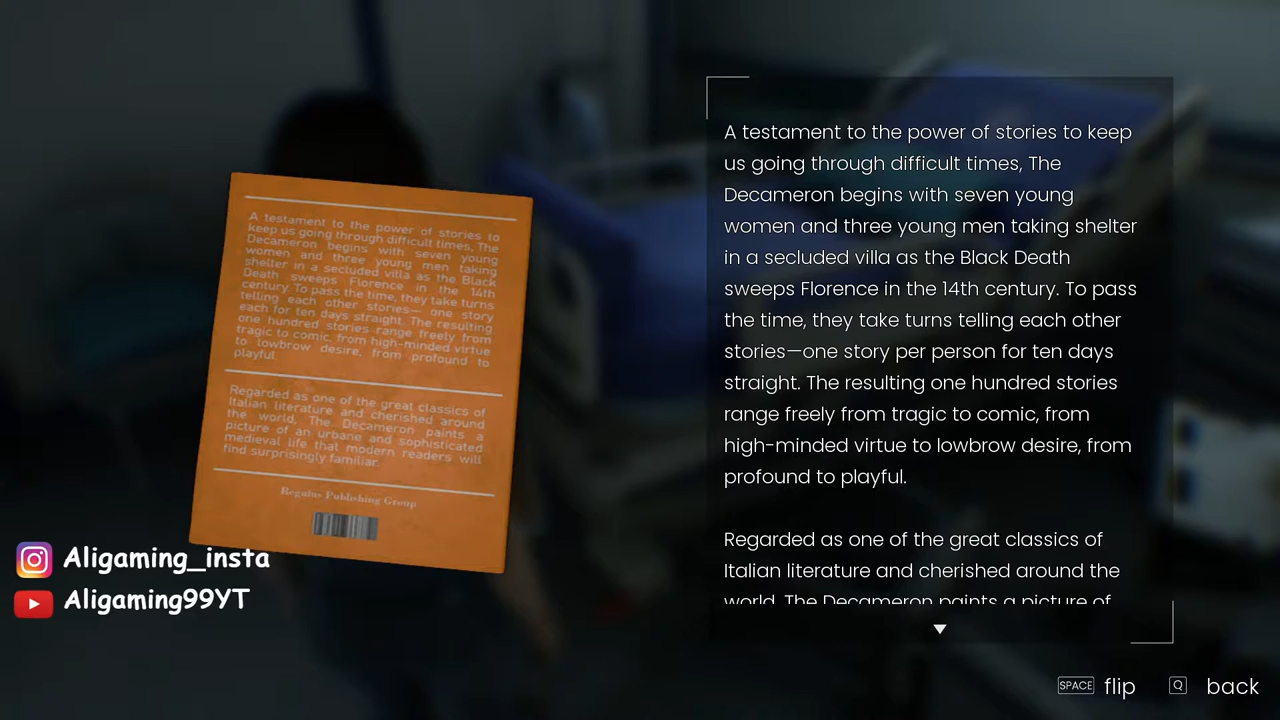 A testament to the power of stories to
keep us going through difficult times, The
Decameron begins with seven young
women and three young men taking
shelter in a secluded villa as the Black
Death sweeps Florence in the 14th
century. To pass the time, they take turns
telling each other stories— one story
each for ten days straight. The resulting
one hundred stories range freely from
tragic to comic, from high-minded virtue
to lowbrow desire, from profound to
playful.
Regarded as one of the great classics of
Italian literature and cherished around
the world, The Decameron paints a
picture of an urbane and sophisticated
medieval life that modern readers will
find surprisingly familiar.
Regulus Publishing Group
A testament to the power of stories to keep
us going through difficult times, The
Decameron begins with seven young
women and three young men taking shelter
in a secluded villa as the Black Death
sweeps Florence in the 14th century. To pass
the time, they take turns telling each other
stories—one story per person for ten days
straight. The resulting one hundred stories
range freely from tragic to comic, from
high-minded virtue to lowbrow desire, from
profound to playful.
Regarded as one of the great classics of
Italian literature and cherished around the
world, The Decameron paints a picture of
Aligaming_insta
Aligaming99YT
SPACE flip Q back